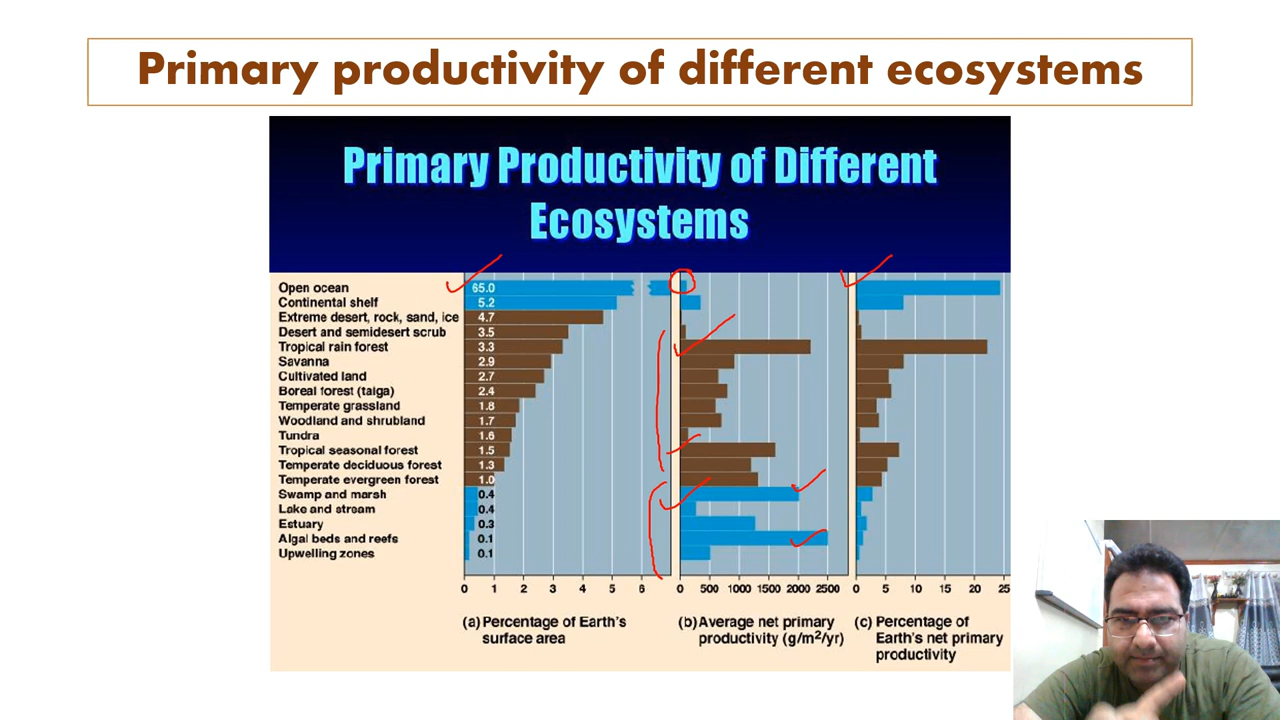 Primary productivity of different ecosystems
Primary Productivity of Different
Ecosystems
Open ocean 65.0
Continental shelf 5.2
Extreme desert, rock, sand, ice 4.7
Desert and semidesert scrub 3.5
Tropical rain forest 3.3
Savanna 2.9
Cultivated land 2.7
Boreal forest (taiga) 2.4
Temperate grassland 1.8
Woodland and shrubland 1.7
Tundra 1.6
Tropical seasonal forest 1.5
Temperate deciduous forest 1.3
Temperate evergreen forest 1.0
Swamp and marsh 0.4
Lake and stream 0.4
Estuary 0.3
Algal beds and reefs 0.1
Upwelling zones 0.1
0 1 2 3 4 5 6 0 500 1000 1500 2000 2500 0 5 10 15 20 25
(a) Percentage of Earth's
surface area
(b) Average net primary
productivity (g/m²/yr)
(c) Percentage of
Earth's net primary
productivity